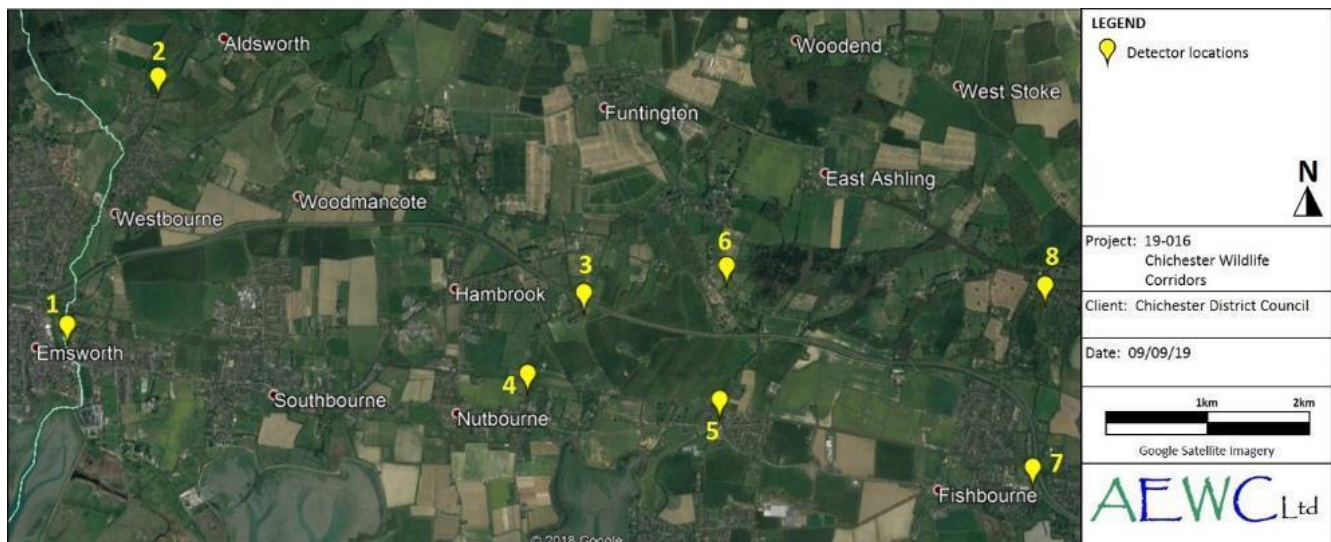 2
Aldsworth
Woodend
West Stoke
Funtington
East Ashling
Woodmancote
Westbourne
6
3
8
Hambrook
1
Emsworth
4
Southbourne
Nutbourne
5
7
Fishbourne
© 2018 Google
LEGEND
Detector locations
N
Project: 19-016
Chichester Wildlife
Corridors
Client: Chichester District Council
Date: 09/09/19
1km 2km
Google Satellite Imagery
AEWC Ltd